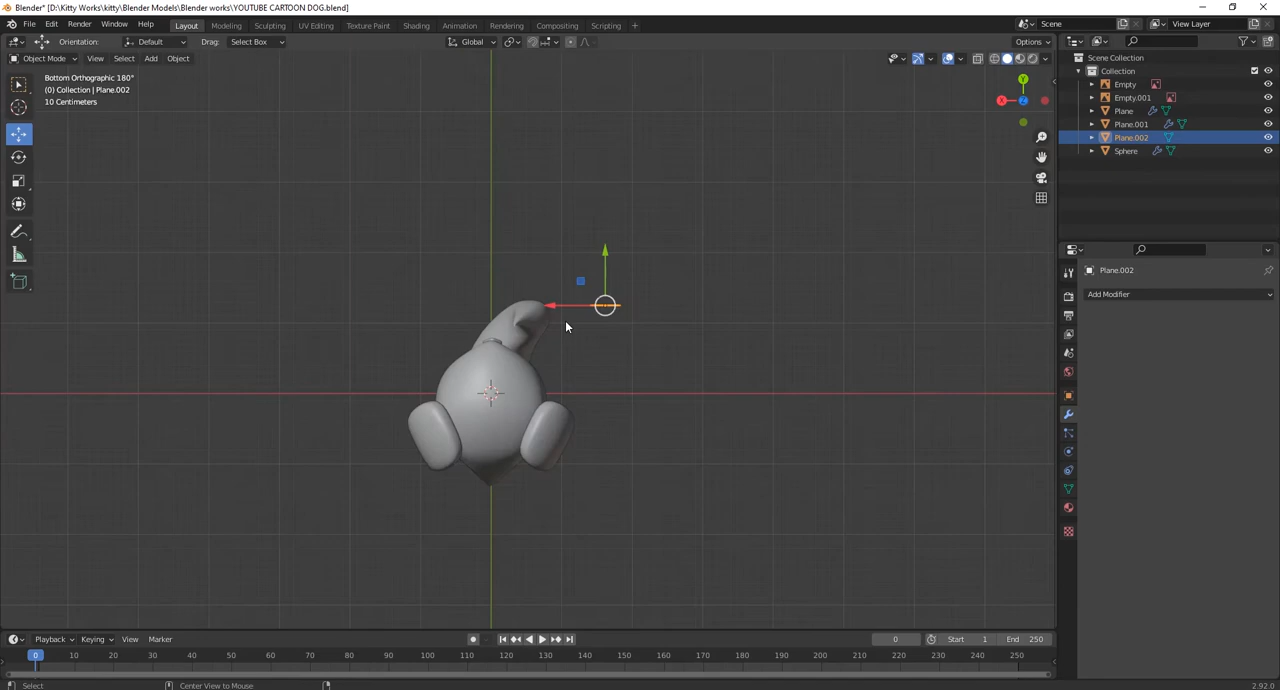 Blender* [D:\Kitty Works\kitty\Blender Models\Blender works\YOUTUBE CARTOON DOG.blend]
File Edit Render Window Help Layout Modeling Sculpting UV Editing Texture Paint Shading Animation Rendering Compositing Scripting + Scene View Layer
Orientation: Default Drag: Select Box Global Options
Object Mode View Select Add Object
Bottom Orthographic 180°
(0) Collection | Plane.002
10 Centimeters
Y
X
Z
Scene Collection
Collection
Empty
Empty.001
Plane
Plane.001
Plane.002
Sphere
Plane.002
Add Modifier
Playback Keying View Marker 0 Start 1 End 250
0 10 20 30 40 50 60 70 80 90 100 110 120 130 140 150 160 170 180 190 200 210 220 230 240 250
Select Center View to Mouse 2.92.0